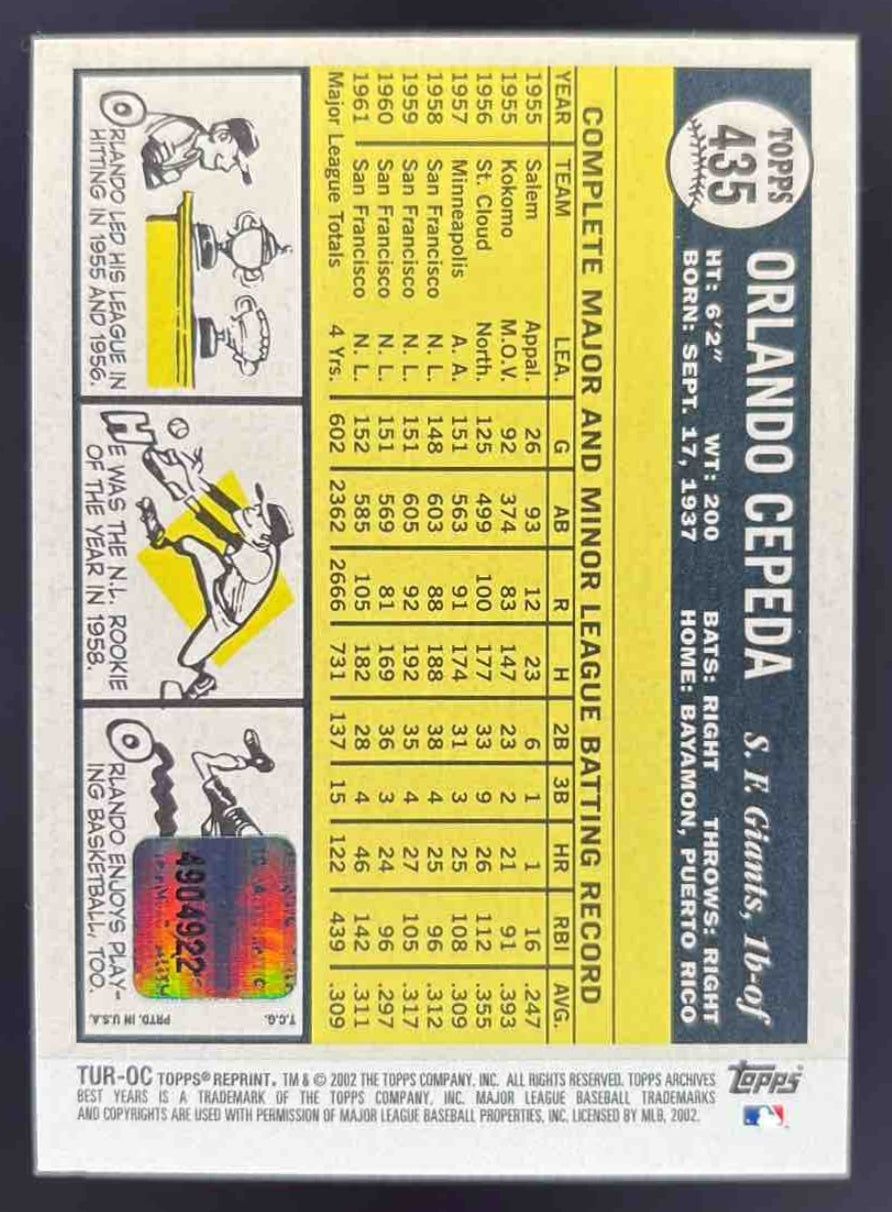 TOPPS
435
ORLANDO CEPEDA S. F. Giants, 1b-of
HT: 6'2" WT: 200 BATS: RIGHT THROWS: RIGHT
BORN: SEPT. 17, 1937 HOME: BAYAMON, PUERTO RICO
COMPLETE MAJOR AND MINOR LEAGUE BATTING RECORD
YEAR TEAM LEA. G AB R H 2B 3B HR RBI AVG.
1955 Salem Appal. 26 93 12 23 6 1 1 16 .247
1955 Kokomo M.O.V. 92 374 83 147 23 2 21 91 .393
1956 St. Cloud North. 125 499 100 177 33 9 26 112 .355
1957 Minneapolis A. A. 151 563 91 174 31 3 25 108 .309
1958 San Francisco N. L. 148 603 88 188 38 4 25 96 .312
1959 San Francisco N. L. 151 605 92 192 35 4 27 105 .317
1960 San Francisco N. L. 151 569 81 169 36 3 24 96 .297
1961 San Francisco N. L. 152 585 105 182 28 4 46 142 .311
Major League Totals 4 Yrs. 602 2362 2666 731 137 15 122 439 .309
ORLANDO LED HIS LEAGUE IN
HITTING IN 1955 AND 1956.
HE WAS THE N.L. ROOKIE
OF THE YEAR IN 1958.
ORLANDO ENJOYS PLAY-
ING BASKETBALL, TOO.
4904922
T.C.G.
PRTD. IN U.S.A.
topps
TUR-OC TOPPS® REPRINT. TM & © 2002 THE TOPPS COMPANY, INC. ALL RIGHTS RESERVED. TOPPS ARCHIVES
BEST YEARS IS A TRADEMARK OF THE TOPPS COMPANY, INC. MAJOR LEAGUE BASEBALL TRADEMARKS
AND COPYRIGHTS ARE USED WITH PERMISSION OF MAJOR LEAGUE BASEBALL PROPERTIES, INC. LICENSED BY MLB, 2002.